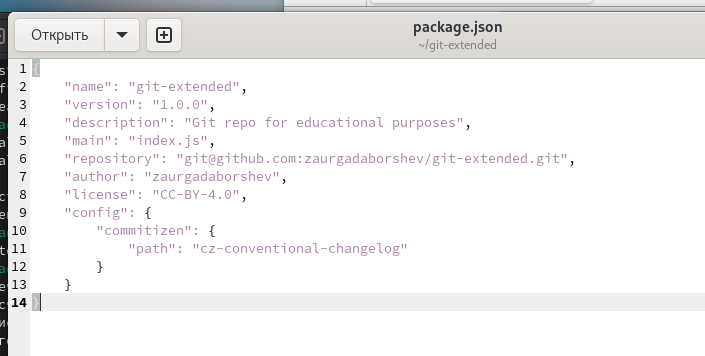 Открыть
package.json
~/git-extended
1 {
2     "name": "git-extended",
3     "version": "1.0.0",
4     "description": "Git repo for educational purposes",
5     "main": "index.js",
6     "repository": "git@github.com:zaurgadaborshev/git-extended.git",
7     "author": "zaurgadaborshev",
8     "license": "CC-BY-4.0",
9     "config": {
10         "commitizen": {
11             "path": "cz-conventional-changelog"
12         }
13     }
14 }